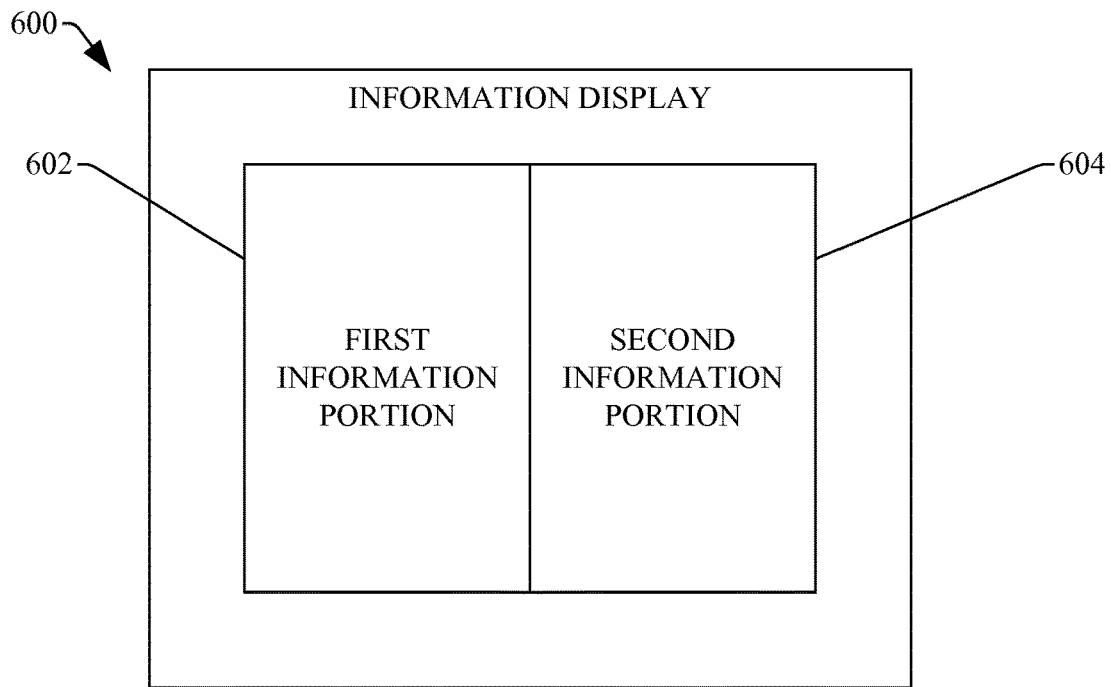 600
INFORMATION DISPLAY
602
604
FIRST
INFORMATION
PORTION
SECOND
INFORMATION
PORTION